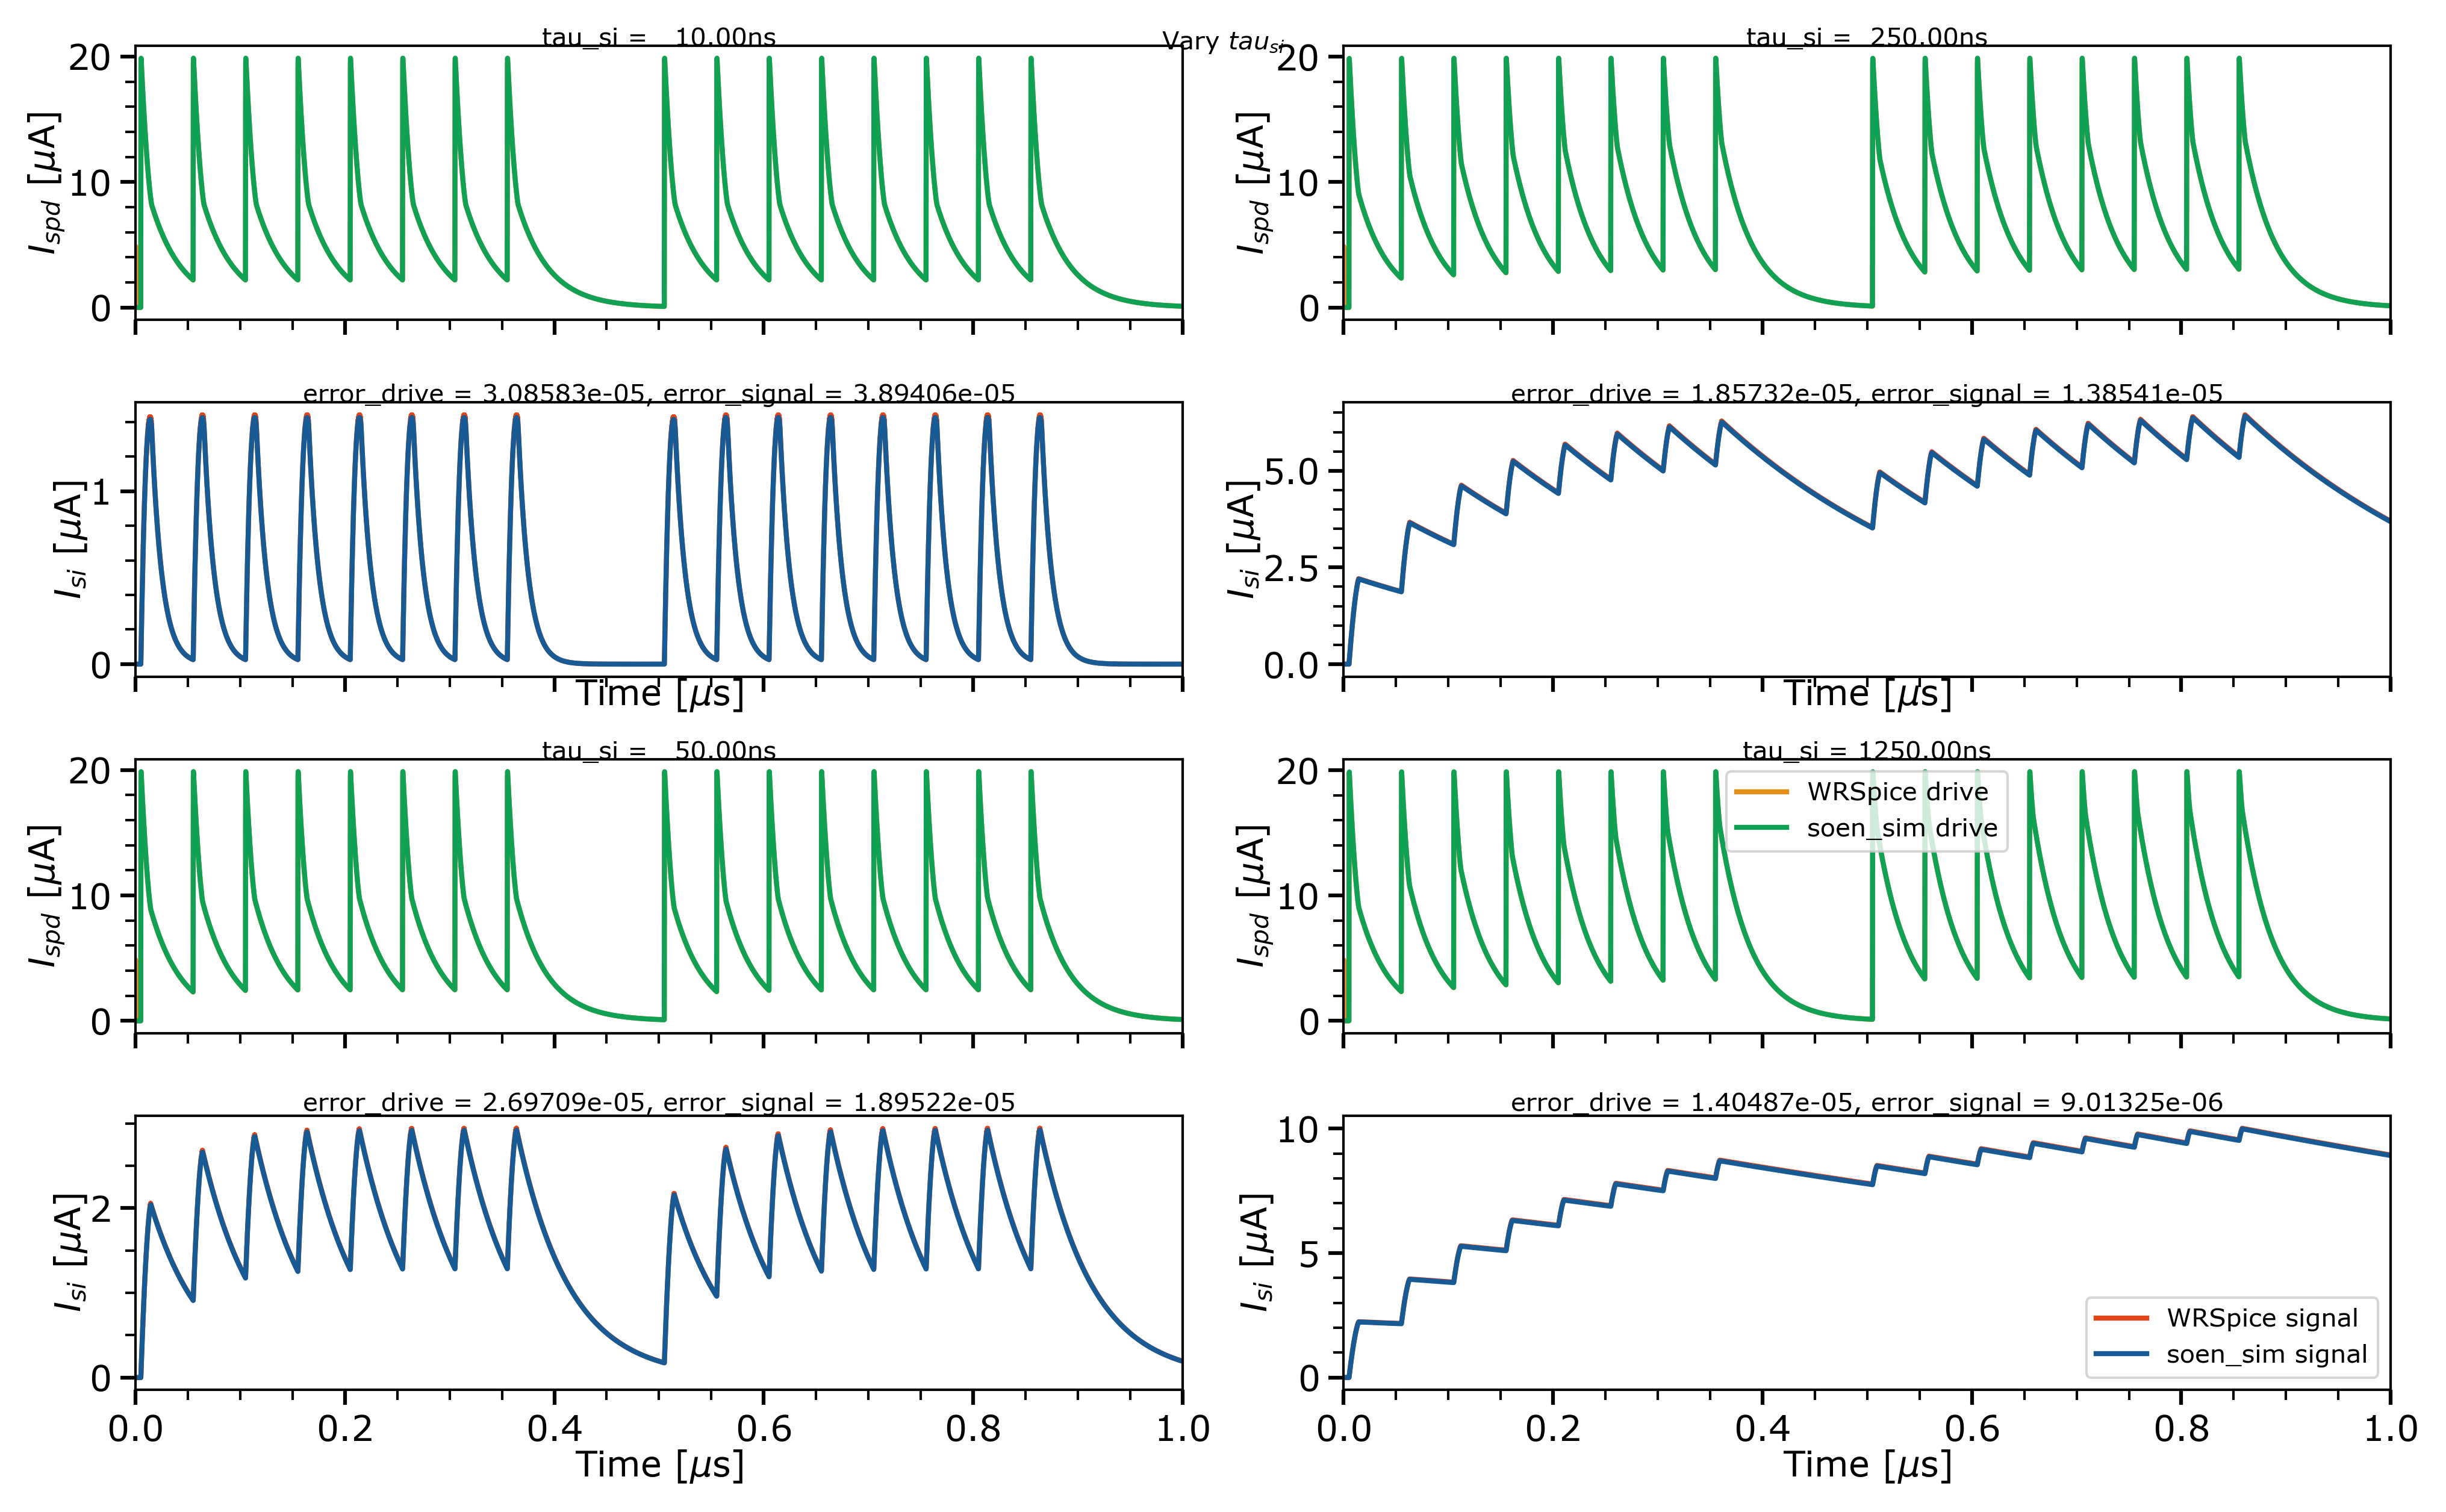 Vary tau_si
tau_si =   10.00ns
20
10
0
I_spd [μA]
error_drive = 3.08583e-05, error_signal = 3.89406e-05
1
0
I_si [μA]
Time [μs]
tau_si =  250.00ns
20
10
0
I_spd [μA]
error_drive = 1.85732e-05, error_signal = 1.38541e-05
5.0
2.5
0.0
I_si [μA]
Time [μs]
tau_si =   50.00ns
20
10
0
I_spd [μA]
error_drive = 2.69709e-05, error_signal = 1.89522e-05
2
0
I_si [μA]
0.0 0.2 0.4 0.6 0.8 1.0
Time [μs]
tau_si = 1250.00ns
20
10
0
I_spd [μA]
WRSpice drive
soen_sim drive
error_drive = 1.40487e-05, error_signal = 9.01325e-06
10
5
0
I_si [μA]
WRSpice signal
soen_sim signal
0.0 0.2 0.4 0.6 0.8 1.0
Time [μs]